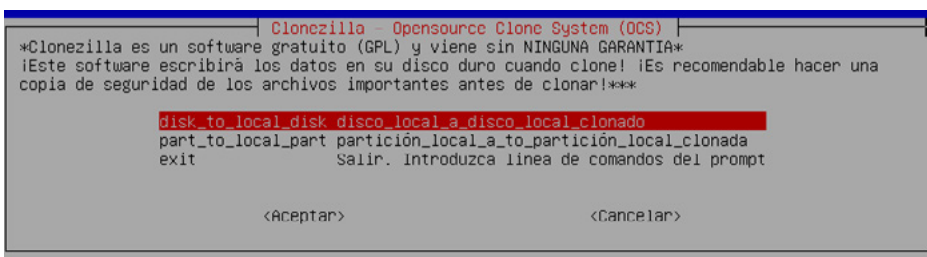 Clonezilla - Opensource Clone System (OCS)
*Clonezilla es un software gratuito (GPL) y viene sin NINGUNA GARANTIA*
¡Este software escribirá los datos en su disco duro cuando clone! ¡Es recomendable hacer una
copia de seguridad de los archivos importantes antes de clonar!***
disk_to_local_disk disco_local_a_disco_local_clonado
part_to_local_part partición_local_a_to_partición_local_clonada
exit Salir. Introduzca línea de comandos del prompt
<Aceptar> <Cancelar>